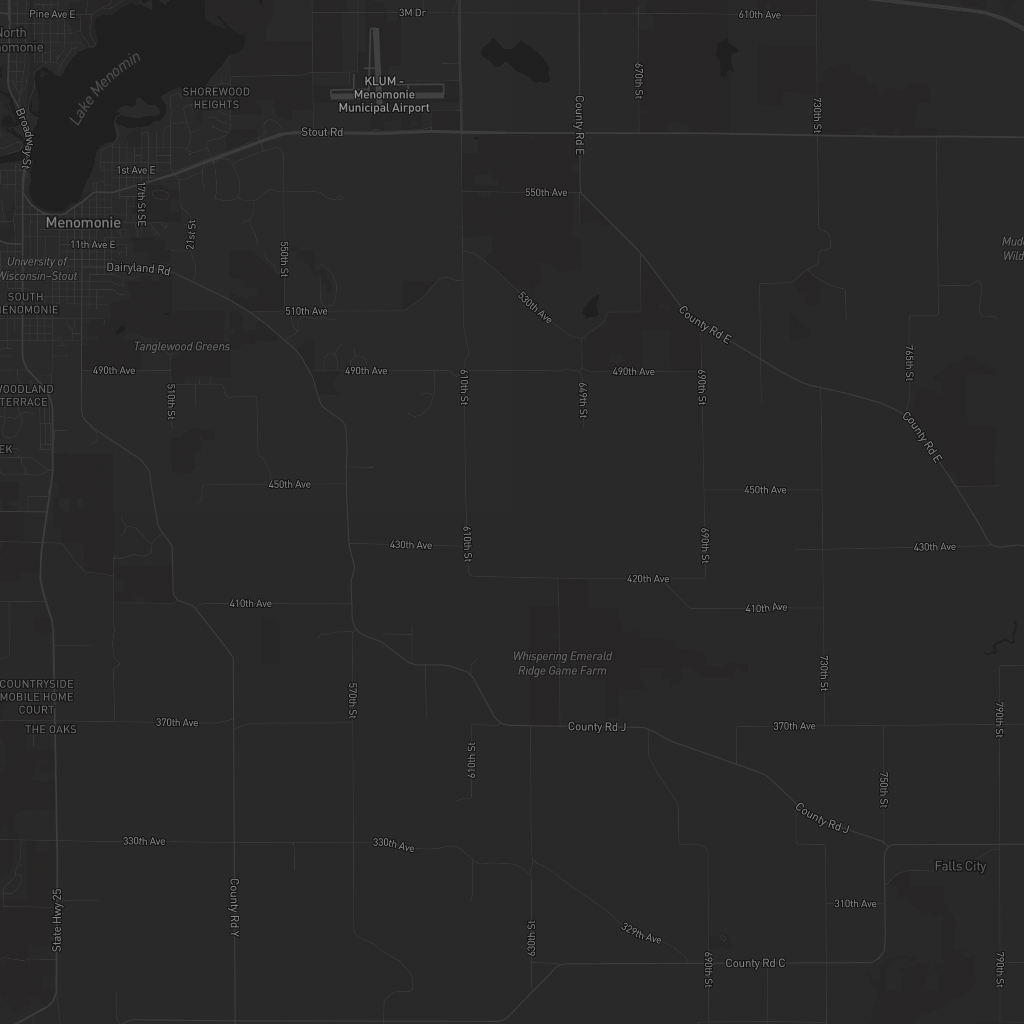 Pine Ave E
3M Dr
610th Ave
North
Lake Menomin
670th St
KLUM -
Menomonie
Municipal Airport
SHOREWOOD
HEIGHTS
730th St
County Rd E
Broadway St
Stout Rd
1st Ave E
17th St SE
550th Ave
Menomonie
21st St
11th Ave E
550th St
University of
Wisconsin–Stout
Dairyland Rd
SOUTH
MENOMONIE
510th Ave
530th Ave
County Rd E
Tanglewood Greens
490th Ave
490th Ave
490th Ave
765th St
610th St
690th St
649th St
510th St
WOODLAND
TERRACE
County Rd E
EK
450th Ave
450th Ave
430th Ave
610th St
690th St
430th Ave
420th Ave
410th Ave
410th Ave
Whispering Emerald
Ridge Game Farm
730th St
COUNTRYSIDE
MOBILE HOME
COURT
570th St
THE OAKS
370th Ave
County Rd J
370th Ave
790th St
610th St
750th St
County Rd J
330th Ave
330th Ave
Falls City
County Rd Y
310th Ave
State Hwy 25
630th St
329th Ave
690th St
County Rd C
790th St